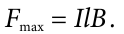 F_max = IlB.